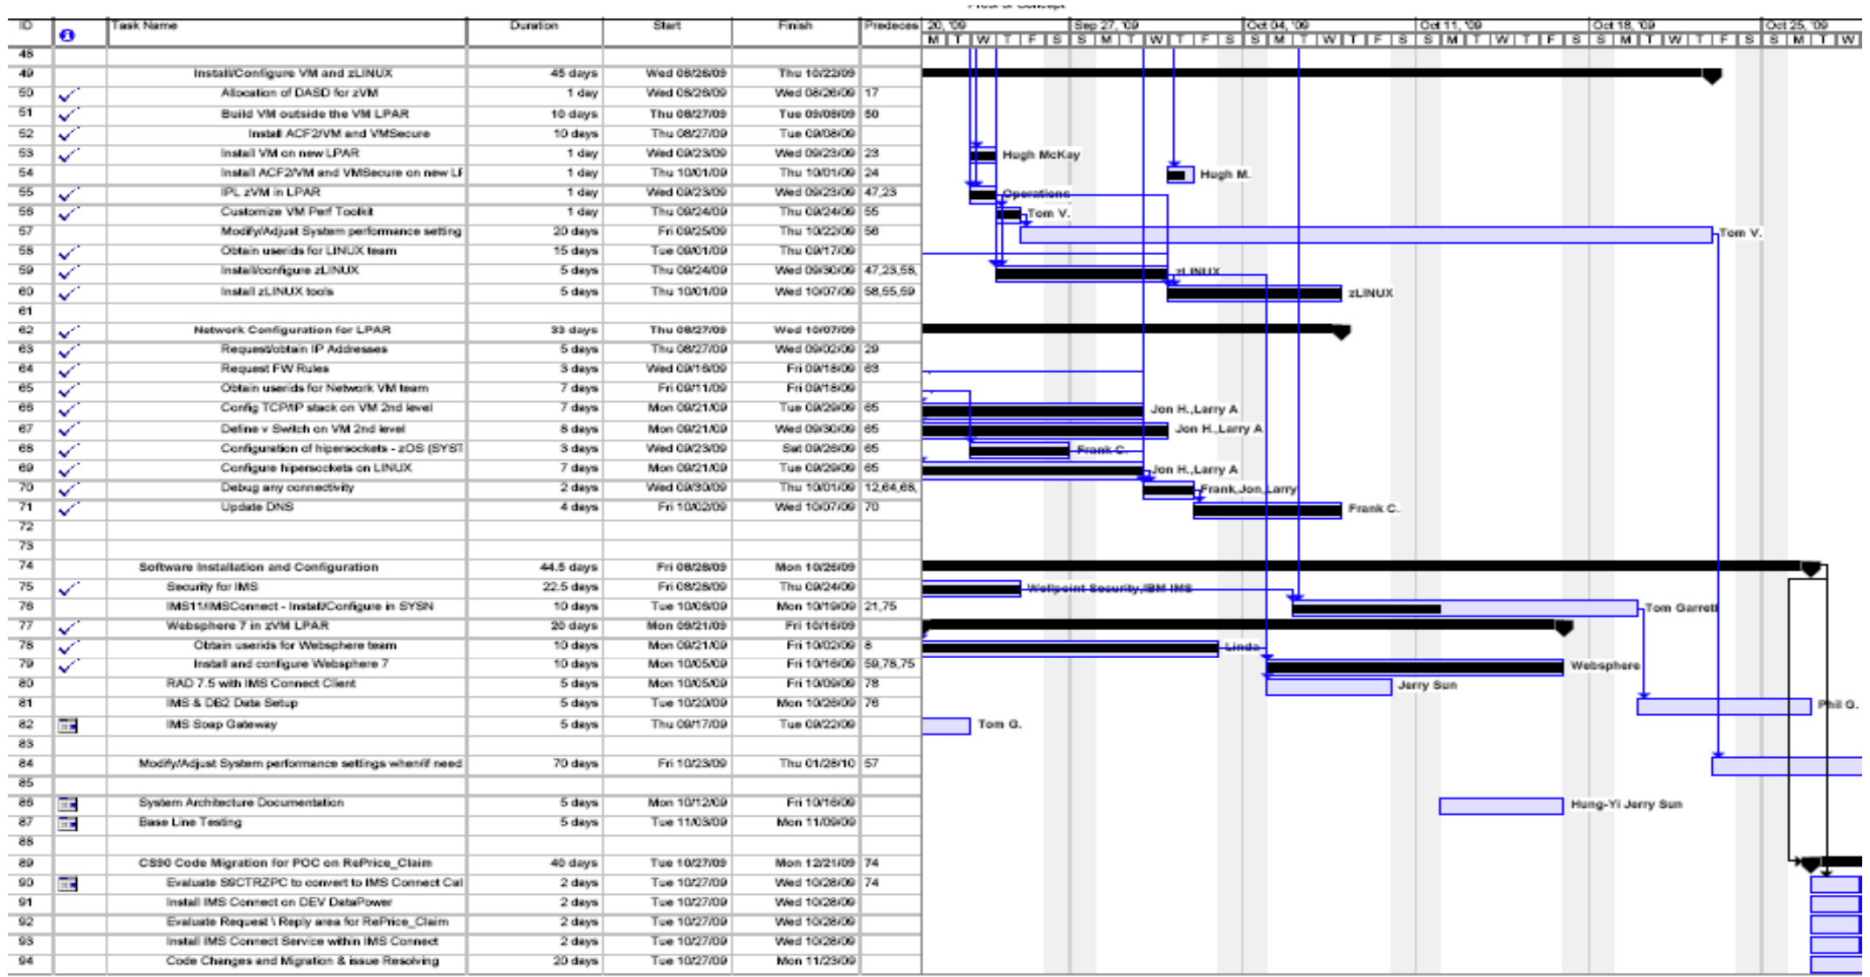 Proof of Concept
ID Task Name Duration Start Finish Predeces 20, '09 Sep 27, '09 Oct 04, '09 Oct 11, '09 Oct 18, '09 Oct 25, '09
M T W T F S S M T W T F S S M T W T F S S M T W T F S S M T W T F S S M T W
48
49 Install/Configure VM and zLINUX 45 days Wed 08/26/09 Thu 10/22/09
50 Allocation of DASD for zVM 1 day Wed 08/26/09 Wed 08/26/09 17
51 Build VM outside the VM LPAR 10 days Thu 08/27/09 Tue 09/08/09 50
52 Install ACF2/VM and VMSecure 10 days Thu 08/27/09 Tue 09/08/09
53 Install VM on new LPAR 1 day Wed 09/23/09 Wed 09/23/09 23 Hugh McKay
54 Install ACF2/VM and VMSecure on new LF 1 day Thu 10/01/09 Thu 10/01/09 24 Hugh M.
55 IPL zVM in LPAR 1 day Wed 09/23/09 Wed 09/23/09 47,23 Operations
56 Customize VM Perf Toolkit 1 day Thu 09/24/09 Thu 09/24/09 55 Tom V.
57 Modify/Adjust System performance setting 20 days Fri 09/25/09 Thu 10/22/09 56 Tom V.
58 Obtain userids for LINUX team 15 days Tue 09/01/09 Thu 09/17/09
59 Install/configure zLINUX 5 days Thu 09/24/09 Wed 09/30/09 47,23,58, zLINUX
60 Install zLINUX tools 5 days Thu 10/01/09 Wed 10/07/09 58,55,59 zLINUX
61
62 Network Configuration for LPAR 33 days Thu 08/27/09 Wed 10/07/09
63 Request/obtain IP Addresses 5 days Thu 08/27/09 Wed 09/02/09 29
64 Request FW Rules 3 days Wed 09/16/09 Fri 09/18/09 63
65 Obtain userids for Network VM team 7 days Fri 09/11/09 Fri 09/18/09
66 Config TCP/IP stack on VM 2nd level 7 days Mon 09/21/09 Tue 09/29/09 65 Jon H.,Larry A
67 Define v Switch on VM 2nd level 8 days Mon 09/21/09 Wed 09/30/09 65 Jon H.,Larry A
68 Configuration of hipersockets - zOS (SYST 3 days Wed 09/23/09 Sat 09/26/09 65 Frank C.
69 Configure hipersockets on LINUX 7 days Mon 09/21/09 Tue 09/29/09 65 Jon H.,Larry A
70 Debug any connectivity 2 days Wed 09/30/09 Thu 10/01/09 12,64,68, Frank,Jon,Larry
71 Update DNS 4 days Fri 10/02/09 Wed 10/07/09 70 Frank C.
72
73
74 Software Installation and Configuration 44.5 days Fri 08/28/09 Mon 10/26/09
75 Security for IMS 22.5 days Fri 08/28/09 Thu 09/24/09 Wellpoint Security,IBM IMS
76 IMS11/IMSConnect - Install/Configure in SYSN 10 days Tue 10/06/09 Mon 10/19/09 21,75 Tom Garrett
77 Websphere 7 in zVM LPAR 20 days Mon 09/21/09 Fri 10/16/09
78 Obtain userids for Websphere team 10 days Mon 09/21/09 Fri 10/02/09 8 Linda
79 Install and configure Websphere 7 10 days Mon 10/05/09 Fri 10/16/09 59,78,75 Websphere
80 RAD 7.5 with IMS Connect Client 5 days Mon 10/05/09 Fri 10/09/09 78 Jerry Sun
81 IMS & DB2 Data Setup 5 days Tue 10/20/09 Mon 10/26/09 76 Phil G.
82 IMS Soap Gateway 5 days Thu 09/17/09 Tue 09/22/09 Tom G.
83
84 Modify/Adjust System performance settings when/if need 70 days Fri 10/23/09 Thu 01/28/10 57
85
86 System Architecture Documentation 5 days Mon 10/12/09 Fri 10/16/09 Hung-Yi Jerry Sun
87 Base Line Testing 5 days Tue 11/03/09 Mon 11/09/09
88
89 CS90 Code Migration for POC on RePrice_Claim 40 days Tue 10/27/09 Mon 12/21/09 74
90 Evaluate S9CTRZPC to convert to IMS Connect Cal 2 days Tue 10/27/09 Wed 10/28/09 74
91 Install IMS Connect on DEV DataPower 2 days Tue 10/27/09 Wed 10/28/09
92 Evaluate Request \ Reply area for RePrice_Claim 2 days Tue 10/27/09 Wed 10/28/09
93 Install IMS Connect Service within IMS Connect 2 days Tue 10/27/09 Wed 10/28/09
94 Code Changes and Migration & issue Resolving 20 days Tue 10/27/09 Mon 11/23/09